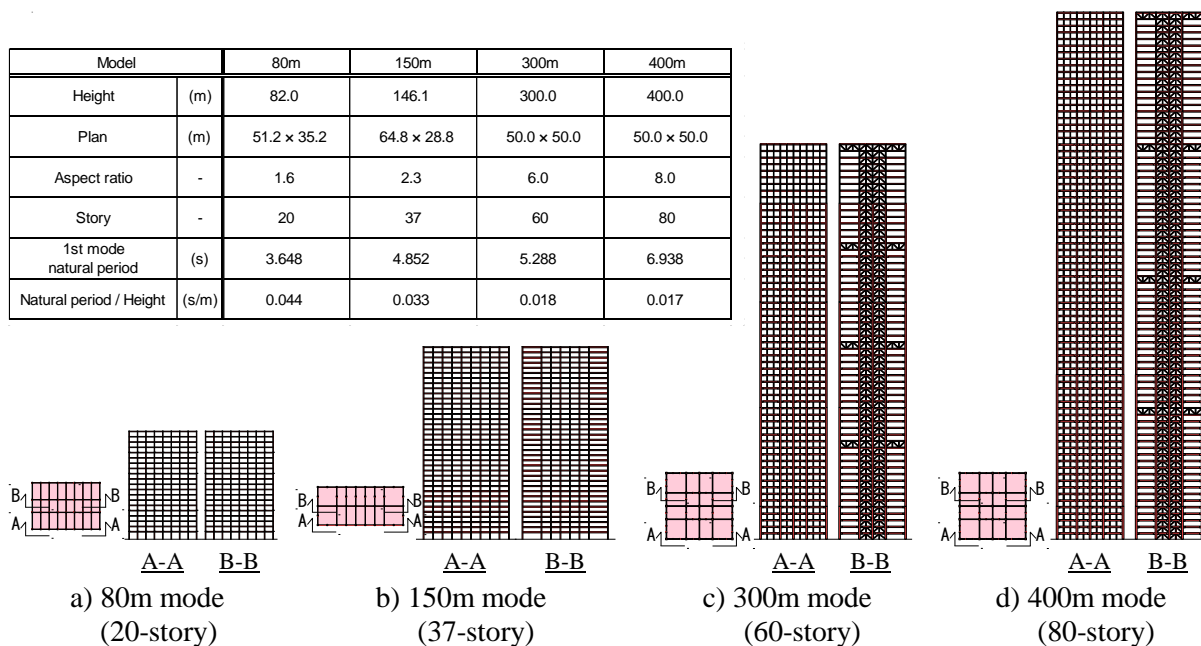 Model 80m 150m 300m 400m
Height (m) 82.0 146.1 300.0 400.0
Plan (m) 51.2 × 35.2 64.8 × 28.8 50.0 × 50.0 50.0 × 50.0
Aspect ratio - 1.6 2.3 6.0 8.0
Story - 20 37 60 80
1st mode
natural period (s) 3.648 4.852 5.288 6.938
Natural period / Height (s/m) 0.044 0.033 0.018 0.017
B B
A A
A-A B-B
a) 80m mode
(20-story)
B B
A A
A-A B-B
b) 150m mode
(37-story)
B B
A A
A-A B-B
c) 300m mode
(60-story)
B B
A A
A-A B-B
d) 400m mode
(80-story)